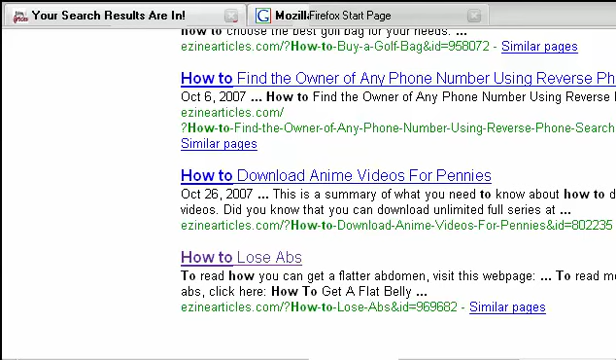 Your Search Results Are In!
Mozilla Firefox Start Page
how to choose the best golf bag for your needs.
ezinearticles.com/?How-to-Buy-a-Golf-Bag&id=958072 - Similar pages
How to Find the Owner of Any Phone Number Using Reverse Ph
Oct 6, 2007 ... How to Find the Owner of Any Phone Number Using Reverse
ezinearticles.com/
?How-to-Find-the-Owner-of-Any-Phone-Number-Using-Reverse-Phone-Search
Similar pages
How to Download Anime Videos For Pennies
Oct 26, 2007 ... This is a summary of what you need to know about how to d
videos. Did you know that you can download unlimited full series at ...
ezinearticles.com/?How-to-Download-Anime-Videos-For-Pennies&id=802235
How to Lose Abs
To read how you can get a flatter abdomen, visit this webpage: ... To read m
abs, click here: How To Get A Flat Belly ...
ezinearticles.com/?How-to-Lose-Abs&id=969682 - Similar pages